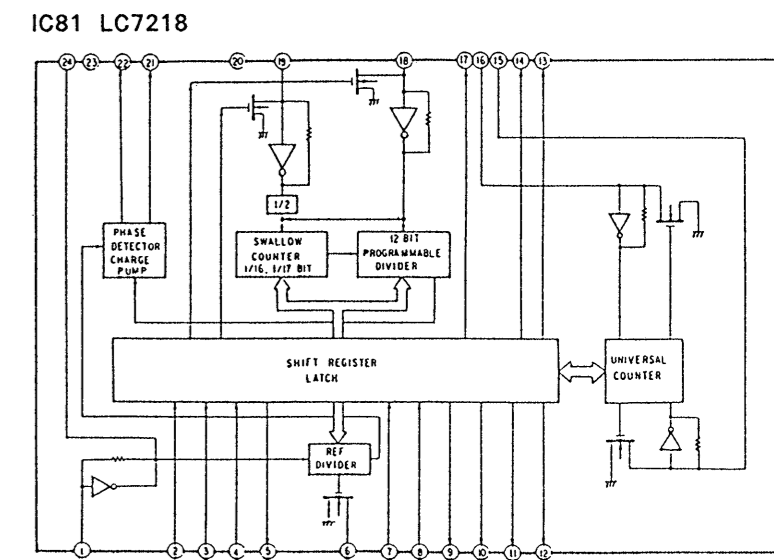 IC81 LC7218
24 23 22 21 20 19 18 17 16 15 14 13
1/2
PHASE
DETECTOR
CHARGE
PUMP
SWALLOW
COUNTER
1/16, 1/17 BIT
12 BIT
PROGRAMMABLE
DIVIDER
SHIFT REGISTER
LATCH
UNIVERSAL
COUNTER
REF
DIVIDER
1 2 3 4 5 6 7 8 9 10 11 12